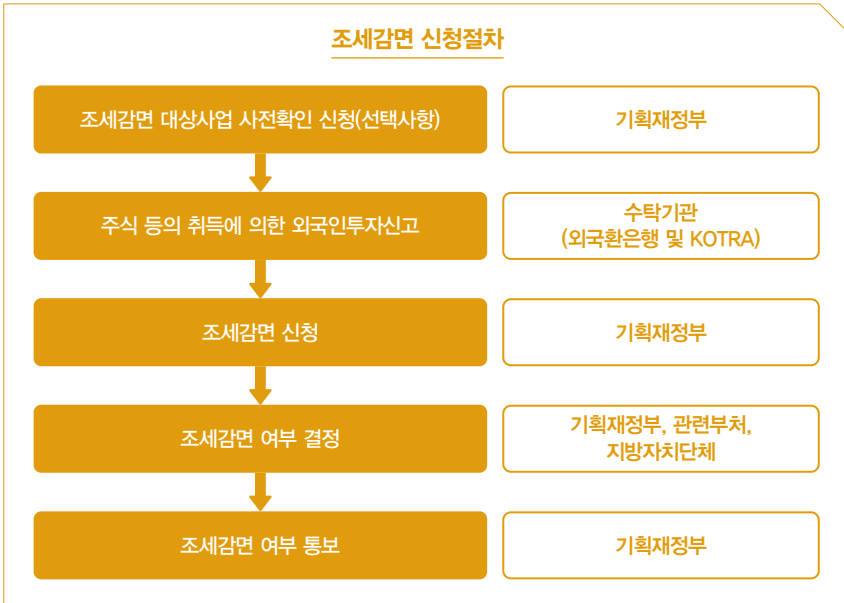 조세감면 신청절차
조세감면 대상사업 사전확인 신청(선택사항)
기획재정부
주식 등의 취득에 의한 외국인투자신고
수탁기관
(외국환은행 및 KOTRA)
조세감면 신청
기획재정부
조세감면 여부 결정
기획재정부, 관련부처,
지방자치단체
조세감면 여부 통보
기획재정부